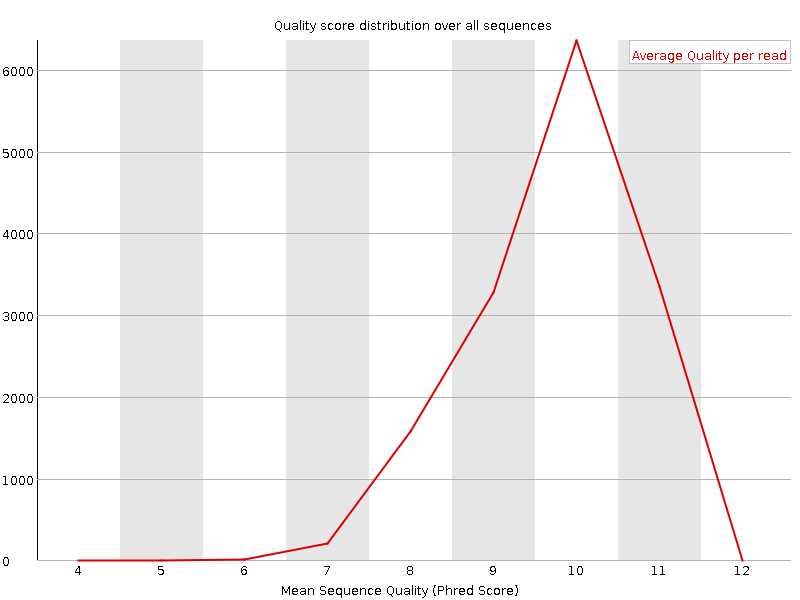 Quality score distribution over all sequences
Average Quality per read
6000
5000
4000
3000
2000
1000
0
4 5 6 7 8 9 10 11 12
Mean Sequence Quality (Phred Score)